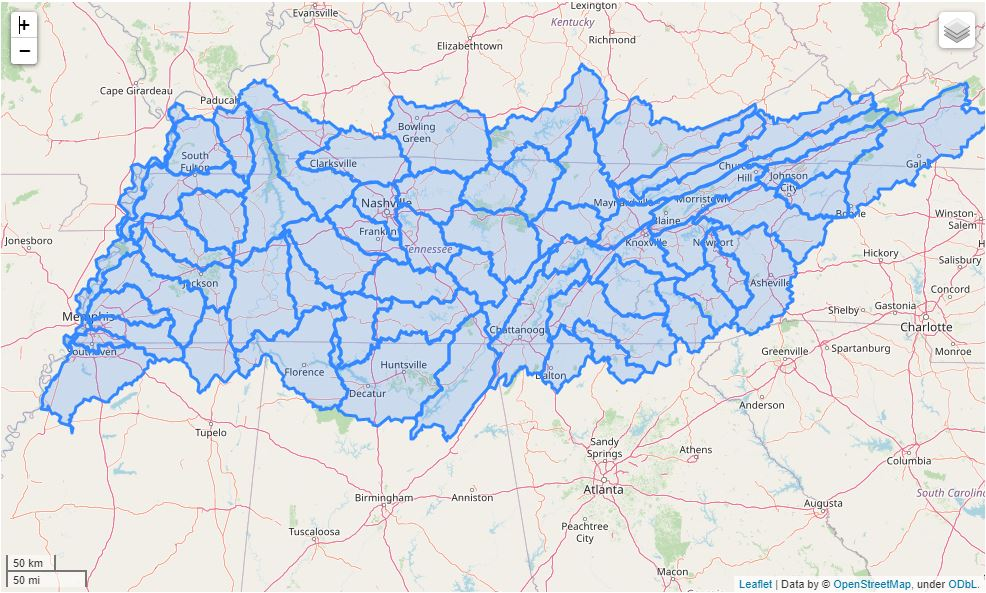 +
−
Evansville
Lexington
Kentucky
Richmond
Elizabethtown
Cape Girardeau
Paducah
Bowling
Green
South
Fulton
Clarksville
Church
Hill
Johnson
City
Nashville
Franklin
Tennessee
Morristown
Knoxville
Newport
Boone
Winston-
Salem
Jonesboro
Hickory
Salisbury
Jackson
Asheville
Concord
Shelby
Gastonia
Memphis
Charlotte
Chattanooga
Southaven
Greenville
Spartanburg
Monroe
Florence
Huntsville
Dalton
Decatur
Anderson
Tupelo
Sandy
Springs
Athens
Columbia
Atlanta
Birmingham
Anniston
South Carolina
Augusta
Tuscaloosa
Peachtree
City
Macon
50 km
50 mi
Leaflet | Data by © OpenStreetMap, under ODbL.